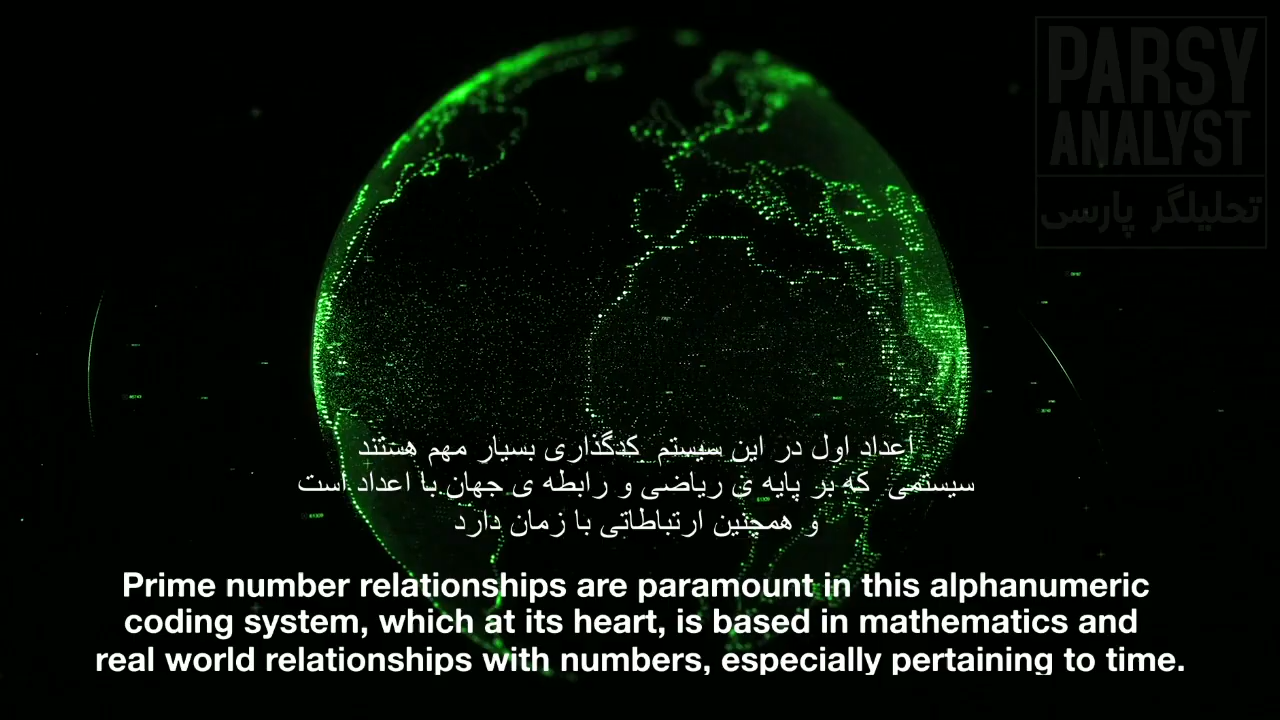 PARSY
ANALYST
تحلیلگر پارسی
اعداد اول در این سیستم کدگذاری بسیار مهم هستند
سیستمی که بر پایه ی ریاضی و رابطه ی جهان با اعداد است
و همچنین ارتباطاتی با زمان دارد
Prime number relationships are paramount in this alphanumeric
coding system, which at its heart, is based in mathematics and
real world relationships with numbers, especially pertaining to time.